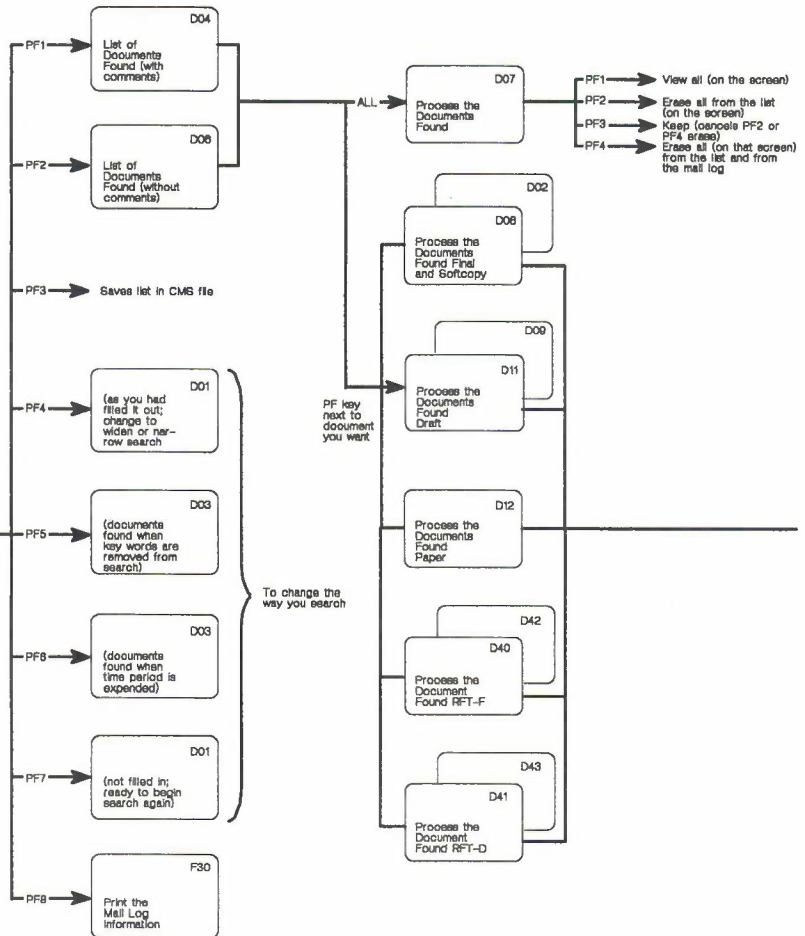 PF1
D04
List of
Documents
Found (with
comments)
PF2
D06
List of
Documents
Found (without
comments)
PF3
Saves list in CMS file
PF4
D01
(as you had
filled it out;
change to
widen or nar-
row search
PF5
D03
(documents
found when
key words are
removed from
search)
PF6
D03
(documents
found when
time period is
expended)
PF7
D01
(not filled in;
ready to begin
search again)
PF8
F30
Print the
Mail Log
Information
To change the
way you search
ALL
D07
Process the
Documents
Found
PF1
View all (on the screen)
PF2
Erase all from the list
(on the screen)
PF3
Keep (cancels PF2 or
PF4 erase)
PF4
Erase all (on that screen)
from the list and from
the mail log
PF key
next to
document
you want
D02
D08
Process the
Documents
Found Final
and Softcopy
D09
D11
Process the
Documents
Found
Draft
D12
Process the
Documents
Found
Paper
D42
D40
Process the
Document
Found RFT-F
D43
D41
Process the
Document
Found RFT-D